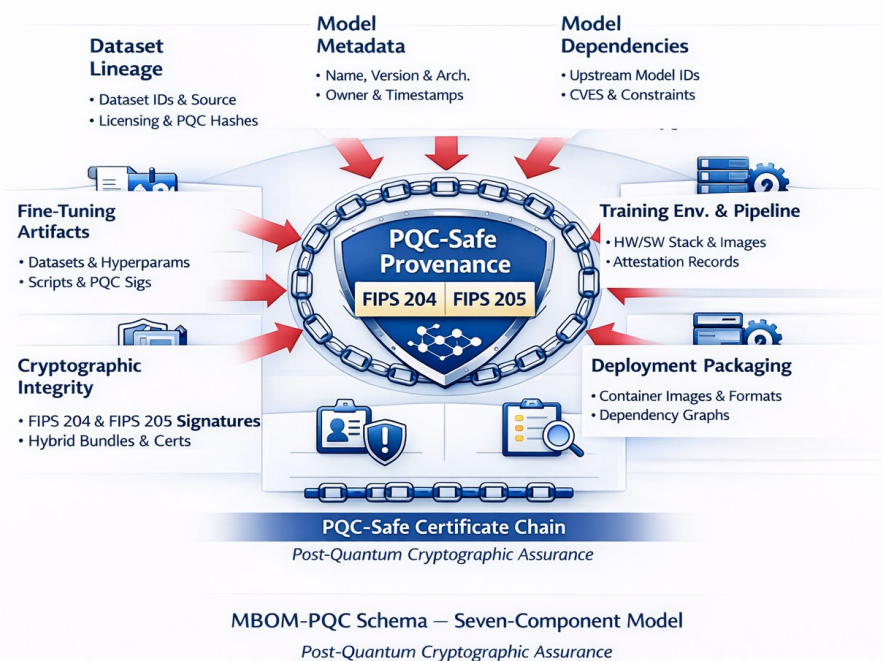 Dataset
Lineage
• Dataset IDs & Source
• Licensing & PQC Hashes
Model
Metadata
• Name, Version & Arch.
• Owner & Timestamps
Model
Dependencies
• Upstream Model IDs
• CVES & Constraints
Fine-Tuning
Artifacts
• Datasets & Hyperparams
• Scripts & PQC Sigs
PQC-Safe
Provenance
FIPS 204 FIPS 205
Training Env. & Pipeline
• HW/SW Stack & Images
• Attestation Records
Cryptographic
Integrity
• FIPS 204 & FIPS 205 Signatures
• Hybrid Bundles & Certs
Deployment Packaging
• Container Images & Formats
• Dependency Graphs
PQC-Safe Certificate Chain
Post-Quantum Cryptographic Assurance
MBOM-PQC Schema — Seven-Component Model
Post-Quantum Cryptographic Assurance